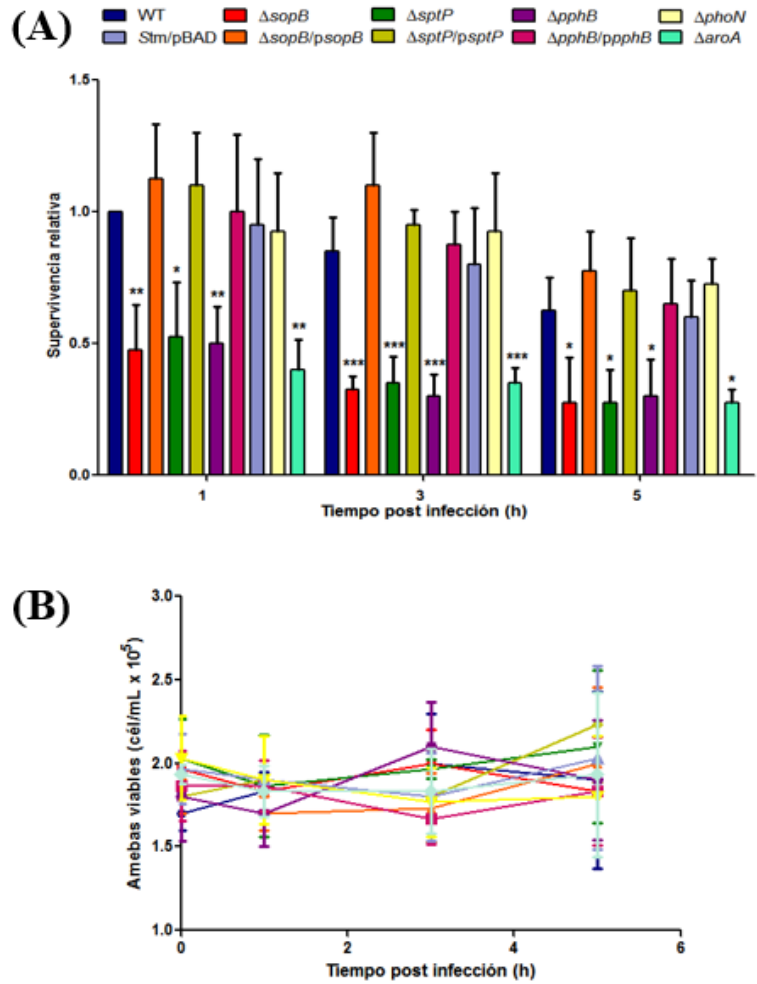 (A)
WT ΔsopB ΔsptP ΔpphB ΔphoN
Stm/pBAD ΔsopB/psopB ΔsptP/psptP ΔpphB/ppphB ΔaroA
Supervivencia relativa
1.5
1.0
0.5
0.0
** * ** **
*** *** *** ***
* * * *
1 3 5
Tiempo post infección (h)
(B)
Amebas viables (cél/mL x 10⁵)
3.0
2.5
2.0
1.5
1.0
0 2 4 6
Tiempo post infección (h)